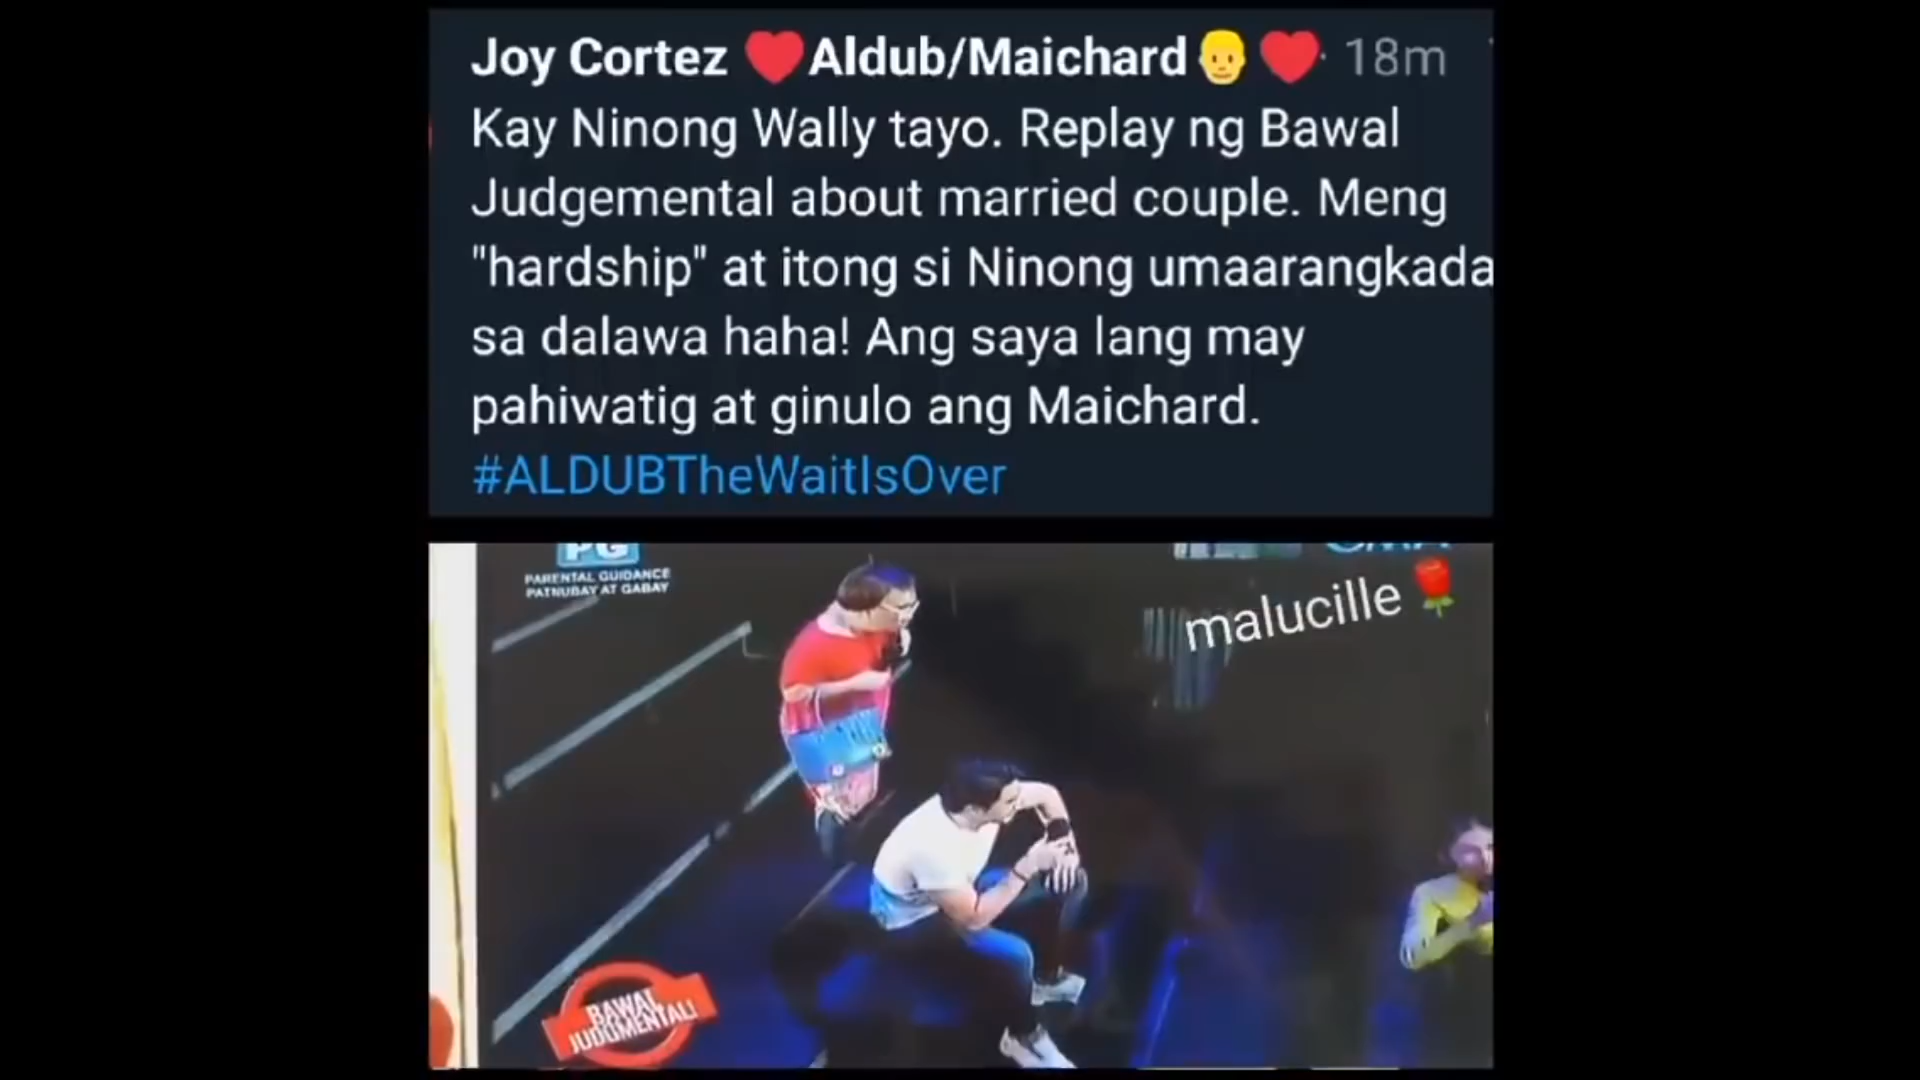 Joy Cortez ❤️Aldub/Maichard👱❤️· 18m
Kay Ninong Wally tayo. Replay ng Bawal
Judgemental about married couple. Meng
"hardship" at itong si Ninong umaarangkada
sa dalawa haha! Ang saya lang may
pahiwatig at ginulo ang Maichard.
#ALDUBTheWaitIsOver
PG
PARENTAL GUIDANCE
PATNUBAY AT GABAY
GMA
malucille🌹
BAWAL
JUDGMENTAL!